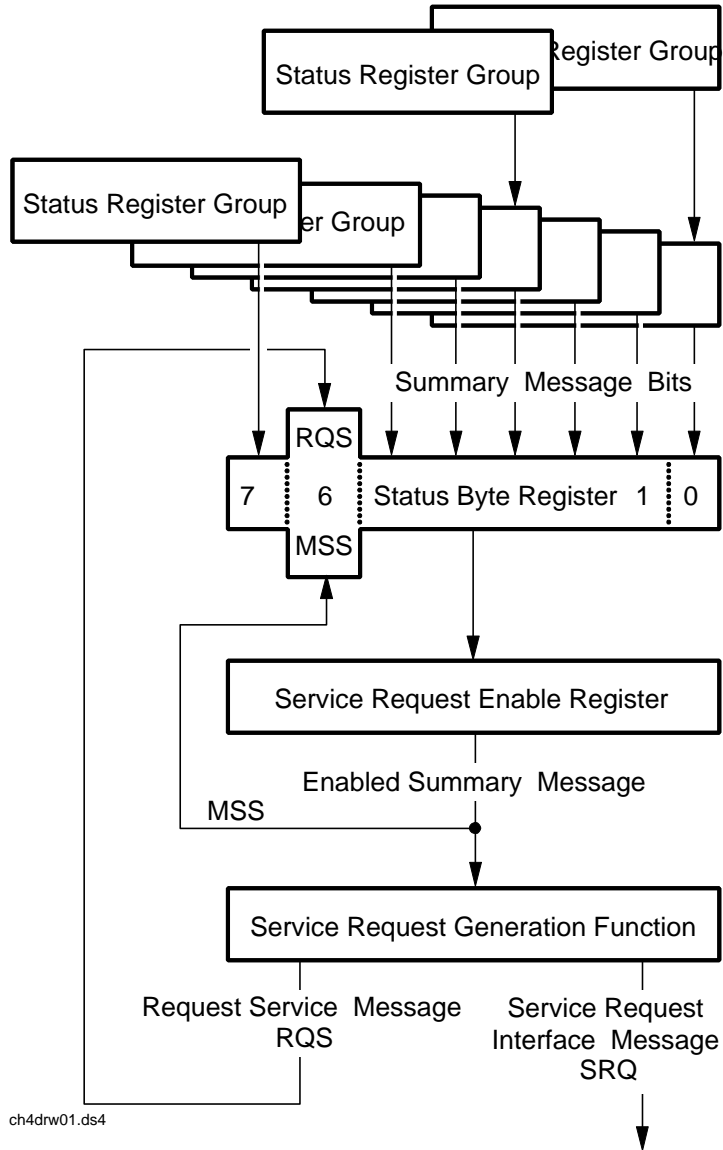 Register Group
Status Register Group
Status Register Group
er Group
Summary Message Bits
RQS
7 6 Status Byte Register 1 0
MSS
Service Request Enable Register
Enabled Summary Message
MSS
Service Request Generation Function
Request Service Message
RQS
Service Request
Interface Message
SRQ
ch4drw01.ds4